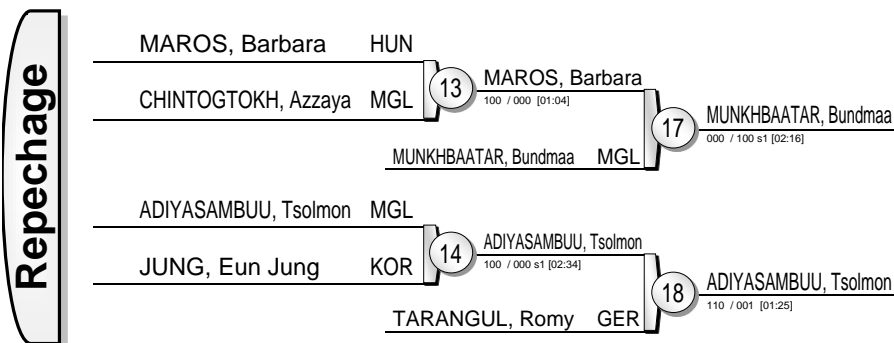 Repechage
MAROS, Barbara HUN
CHINTOGTOKH, Azzaya MGL
13
MAROS, Barbara
100 / 000 [01:04]
MUNKHBAATAR, Bundmaa MGL
17
MUNKHBAATAR, Bundmaa
000 / 100 s1 [02:16]
ADIYASAMBUU, Tsolmon MGL
JUNG, Eun Jung KOR
14
ADIYASAMBUU, Tsolmon
100 / 000 s1 [02:34]
TARANGUL, Romy GER
18
ADIYASAMBUU, Tsolmon
110 / 001 [01:25]